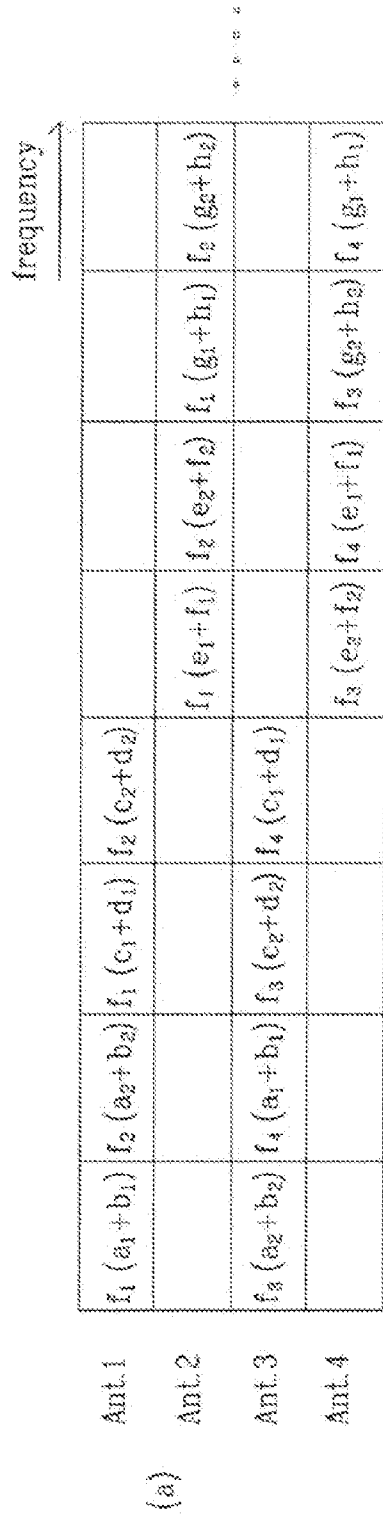 frequency
Ant.1 f₁(a₁+b₁) f₂(a₂+b₂) f₁(c₁+d₁) f₂(c₂+d₂)
Ant.2 f₁(e₁+f₁) f₂(e₂+f₂) f₁(g₁+h₁) f₂(g₂+h₂)
(a)
Ant.3 f₃(a₂+b₂) f₄(a₁+b₁) f₃(c₂+d₂) f₄(c₁+d₁)
Ant.4 f₃(e₂+f₂) f₄(e₁+f₁) f₃(g₂+h₂) f₄(g₁+h₁)